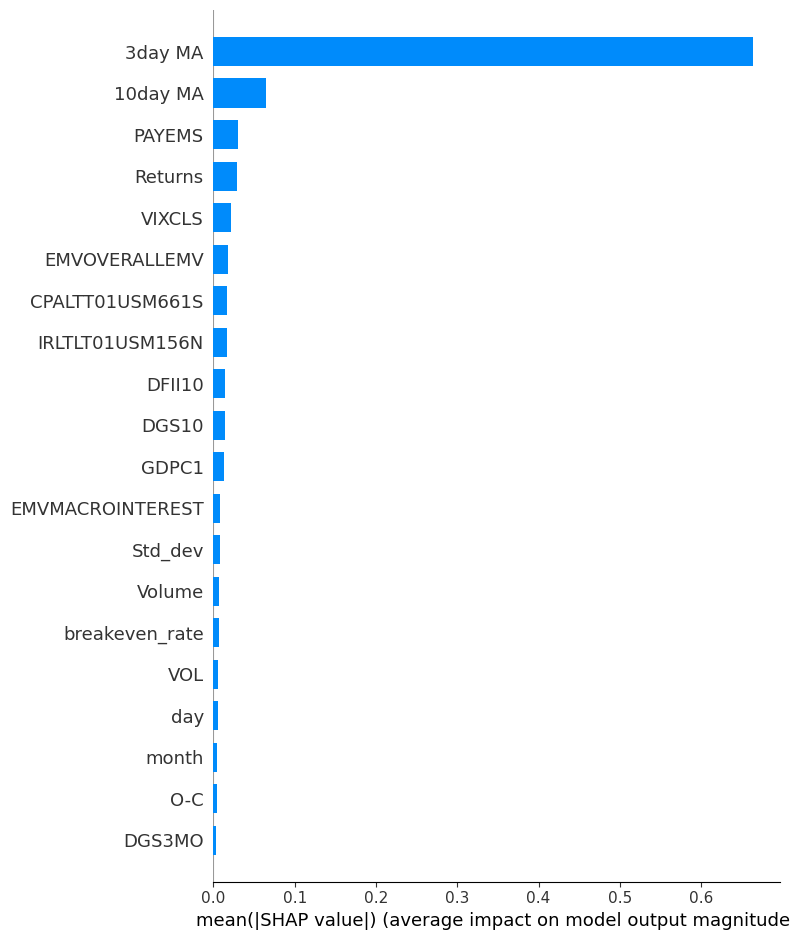 3day MA
10day MA
PAYEMS
Returns
VIXCLS
EMVOVERALLEMV
CPALTT01USM661S
IRLTLT01USM156N
DFII10
DGS10
GDPC1
EMVMACROINTEREST
Std_dev
Volume
breakeven_rate
VOL
day
month
O-C
DGS3MO
0.0 0.1 0.2 0.3 0.4 0.5 0.6
mean(|SHAP value|) (average impact on model output magnitude